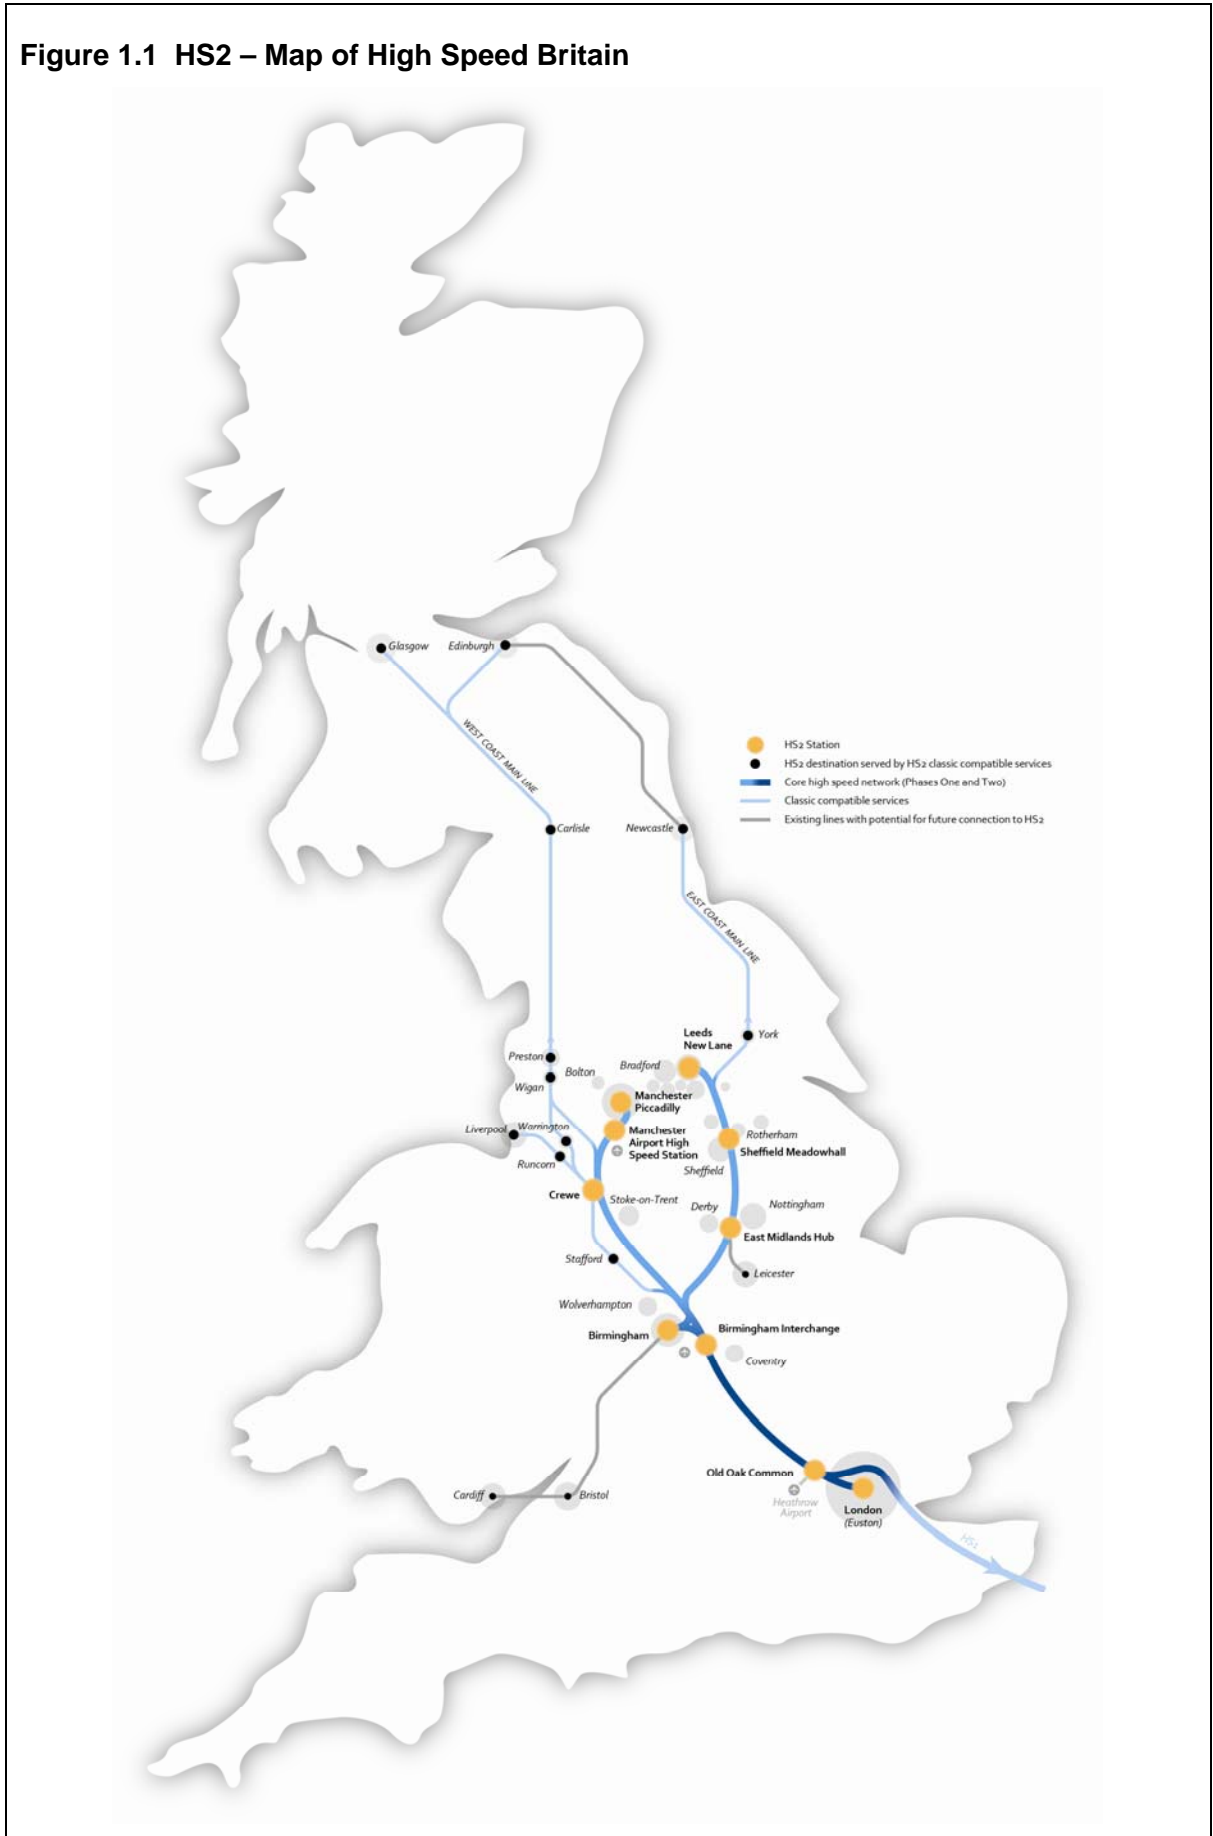 Figure 1.1 HS2 – Map of High Speed Britain
Glasgow
Edinburgh
WEST COAST MAIN LINE
HS2 Station
HS2 destination served by HS2 classic compatible services
Core high speed network (Phases One and Two)
Classic compatible services
Existing lines with potential for future connection to HS2
Carlisle
Newcastle
EAST COAST MAIN LINE
York
Leeds
New Lane
Preston
Bolton
Bradford
Wigan
Manchester
Piccadilly
Liverpool
Warrington
Manchester
Airport High
Speed Station
Rotherham
Sheffield Meadowhall
Runcorn
Sheffield
Crewe
Stoke-on-Trent
Derby
Nottingham
East Midlands Hub
Stafford
Leicester
Wolverhampton
Birmingham
Birmingham Interchange
Coventry
Old Oak Common
Cardiff
Bristol
Heathrow
Airport
London
(Euston)
HS1